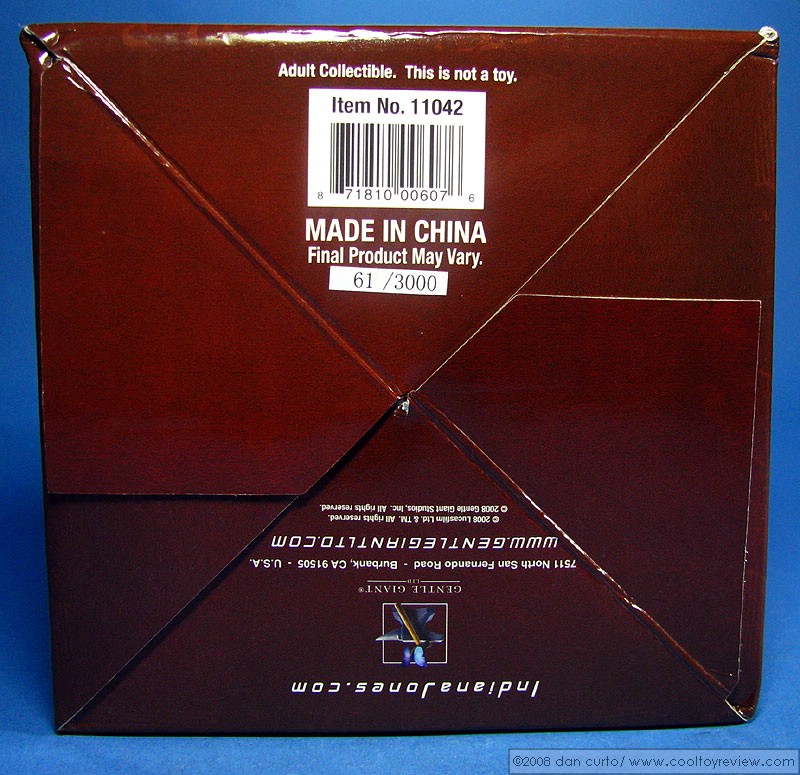 Adult Collectible. This is not a toy.
Item No. 11042
8 71810 00607 6
MADE IN CHINA
Final Product May Vary.
61 /3000
IndianaJones.com
GENTLE GIANT®
LTD
7511 North San Fernando Road - Burbank, CA 91505 - U.S.A.
WWW.GENTLEGIANTLTD.COM
© 2008 Lucasfilm Ltd. & TM. All rights reserved.
© 2008 Gentle Giant Studios, Inc. All rights reserved.
©2008 dan curto/ www.cooltoyreview.com